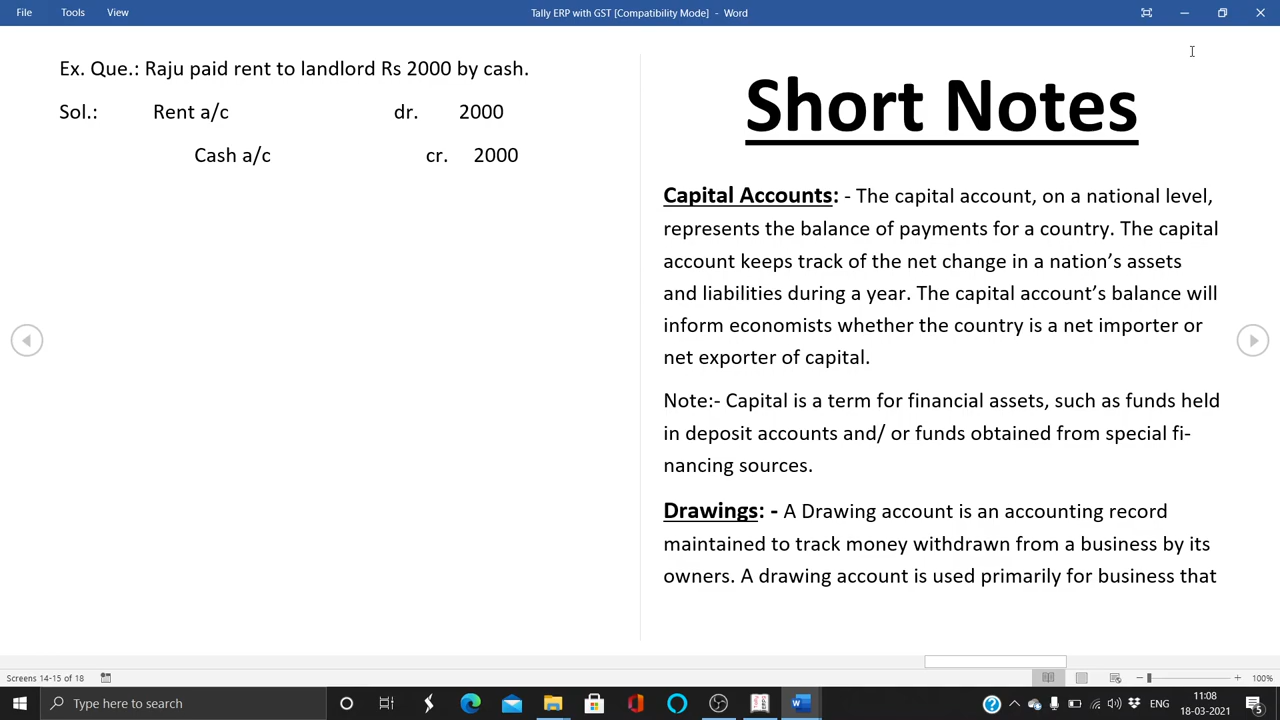 File Tools View Tally ERP with GST [Compatibility Mode] - Word
Ex. Que.: Raju paid rent to landlord Rs 2000 by cash.
Sol.: Rent a/c dr. 2000
Cash a/c cr. 2000
Short Notes
Capital Accounts: - The capital account, on a national level,
represents the balance of payments for a country. The capital
account keeps track of the net change in a nation's assets
and liabilities during a year. The capital account's balance will
inform economists whether the country is a net importer or
net exporter of capital.
Note:- Capital is a term for financial assets, such as funds held
in deposit accounts and/ or funds obtained from special fi-
nancing sources.
Drawings: - A Drawing account is an accounting record
maintained to track money withdrawn from a business by its
owners. A drawing account is used primarily for business that
Screens 14-15 of 18 100%
Type here to search ENG 11:08
18-03-2021 5